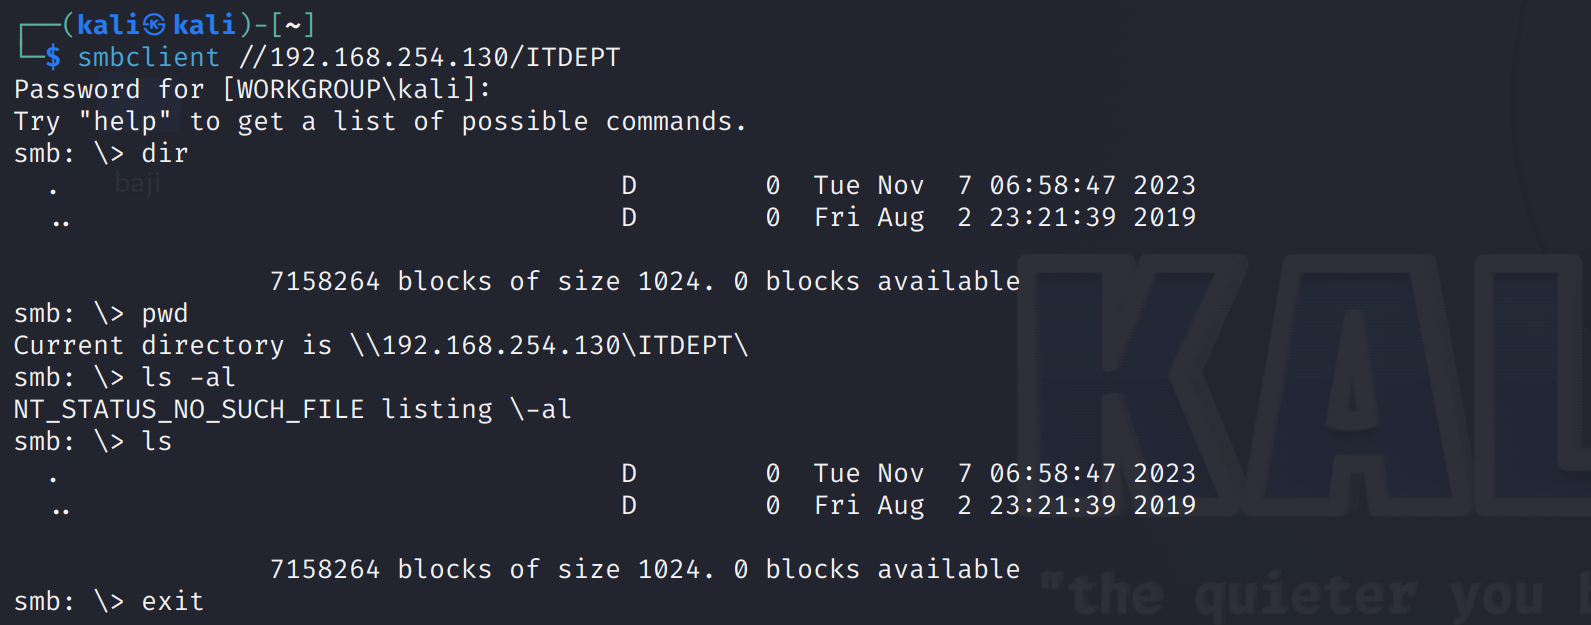 ┌──(kali㉿kali)-[~]
└─$ smbclient //192.168.254.130/ITDEPT
Password for [WORKGROUP\kali]:
Try "help" to get a list of possible commands.
smb: \> dir
baji
  .                                   D        0  Tue Nov  7 06:58:47 2023
  ..                                  D        0  Fri Aug  2 23:21:39 2019
                7158264 blocks of size 1024. 0 blocks available
smb: \> pwd
Current directory is \\192.168.254.130\ITDEPT\
smb: \> ls -al
NT_STATUS_NO_SUCH_FILE listing \-al
smb: \> ls
  .                                   D        0  Tue Nov  7 06:58:47 2023
  ..                                  D        0  Fri Aug  2 23:21:39 2019
                7158264 blocks of size 1024. 0 blocks available
smb: \> exit
KAL
"the quieter you